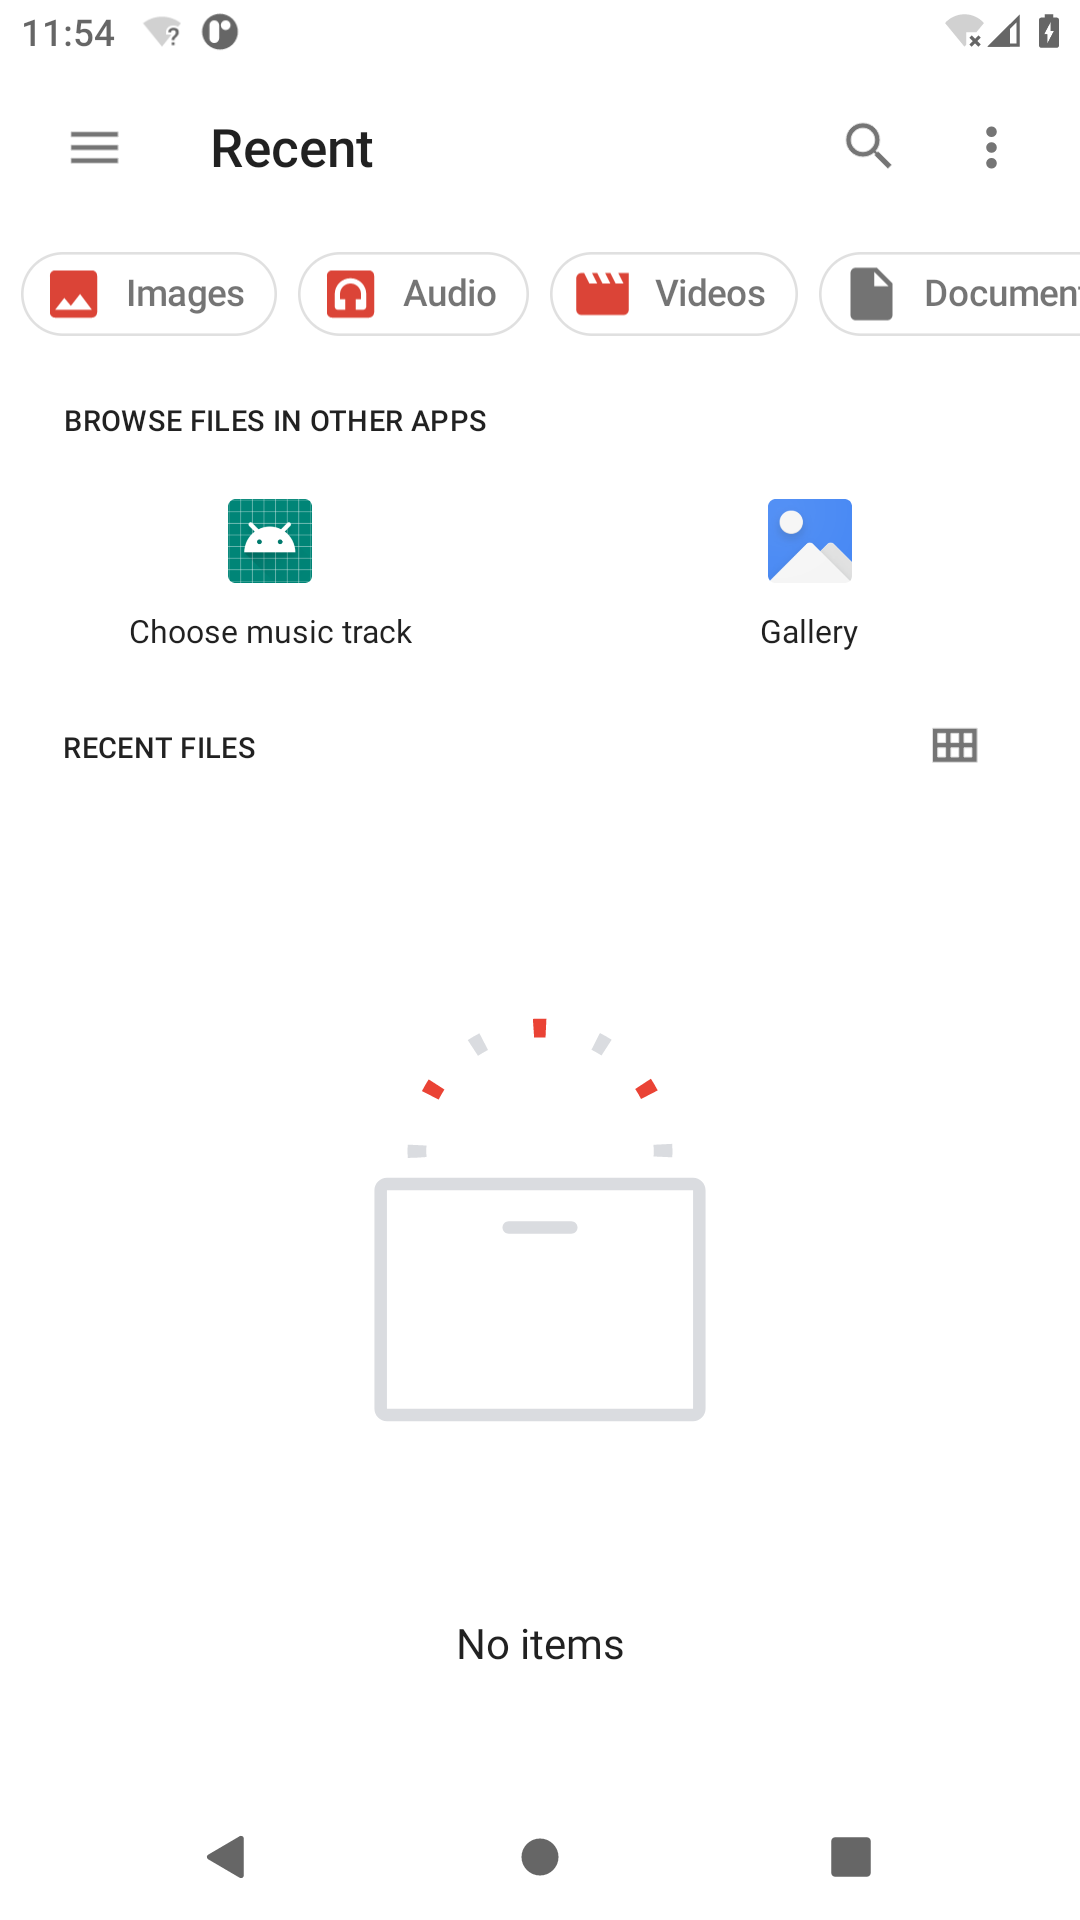 11:54
Recent
Images
Audio
Videos
Document
BROWSE FILES IN OTHER APPS
Choose music track
Gallery
RECENT FILES
No items